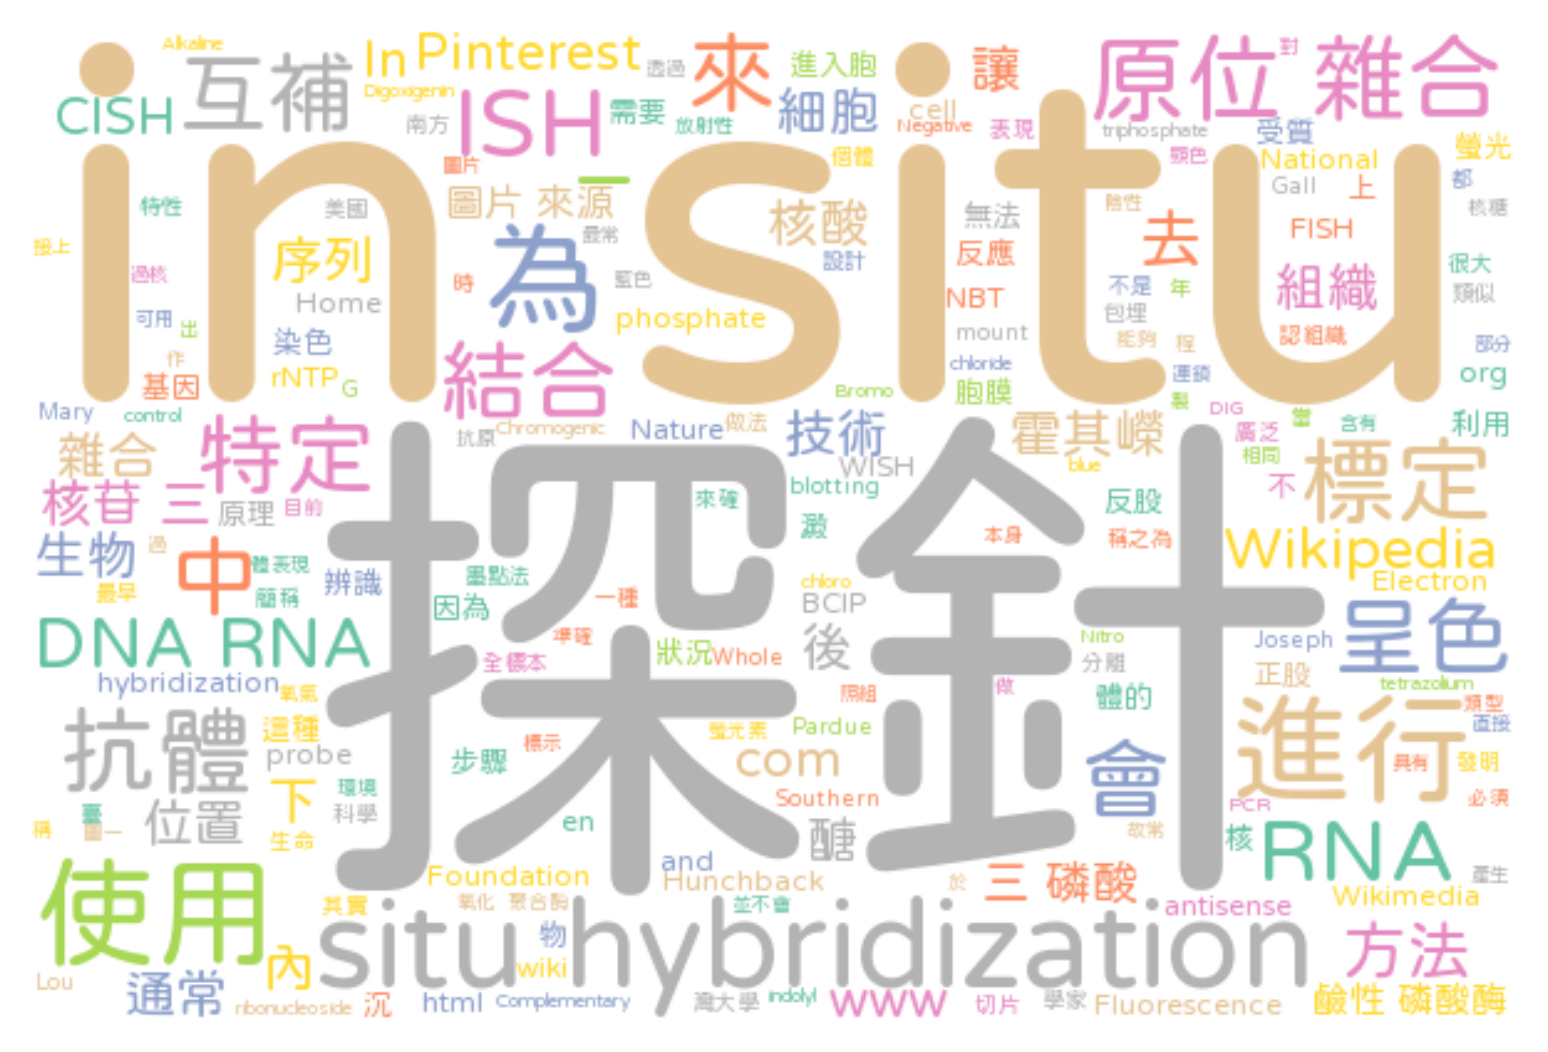 Alkaline
In Pinterest
透過
來
進入胞
讓
對
原位 雜合
互補
CISH
Digoxigenin
ISH
需要
細胞
cell
南方
放射性
Negative
表現
triphosphate
受質
螢光
in situ
圖片
個體
顯色
National
都
特性
美國
圖片 來源
核酸
無法
陰性
去
Gall
上
核糖
接上
過核
序列
最常
為
設計
反應
FISH
很大
Home
時
藍色
NBT
不是
年
組織
類似
可用
出
phosphate
mount
包埋
染色
能夠
程
認組織
部分
作
結合
chloride
連鎖
基因
rNTP
G
Bromo
胞膜
製
org
Mary
control
抗原
Chromogenic
Nature
做法
技術
霍其嶸
DIG
廣泛
當
含有
利用
雜合
特定
WISH
blue
相同
標定
核苷 三
原理
目前
來確
blotting
反股
不
生物
過
中
體表現
探針
澱
本身
稱之為
Wikipedia
最早
簡稱
辨識
墨點法
因為
一種
chloro
BCIP
Electron
DNA RNA
準確
後
Nitro
Joseph
呈色
hybridization
氧氣
全標本
狀況
Whole
分離
正股
tetrazolium
抗體
這種
照組
做
體的
類型
直接
probe
標示
螢光素
Pardue
進行
步驟
com
會
具有
發明
下
環境
科學
Southern
PCR
必須
稱
臺
圖一
位置
生命
en
醣
故常
核
RNA
使用
Foundation
and
Hunchback
於
三 磷酸
產生
Wikimedia
其實
氧化
聚合酶
並不會
antisense
situ hybridization
物
方法
Lou
通常
內
wiki
ribonucleoside
沉
html
Complementary
灣大學
indolyl
www
切片
學家
Fluorescence
鹼性 磷酸酶